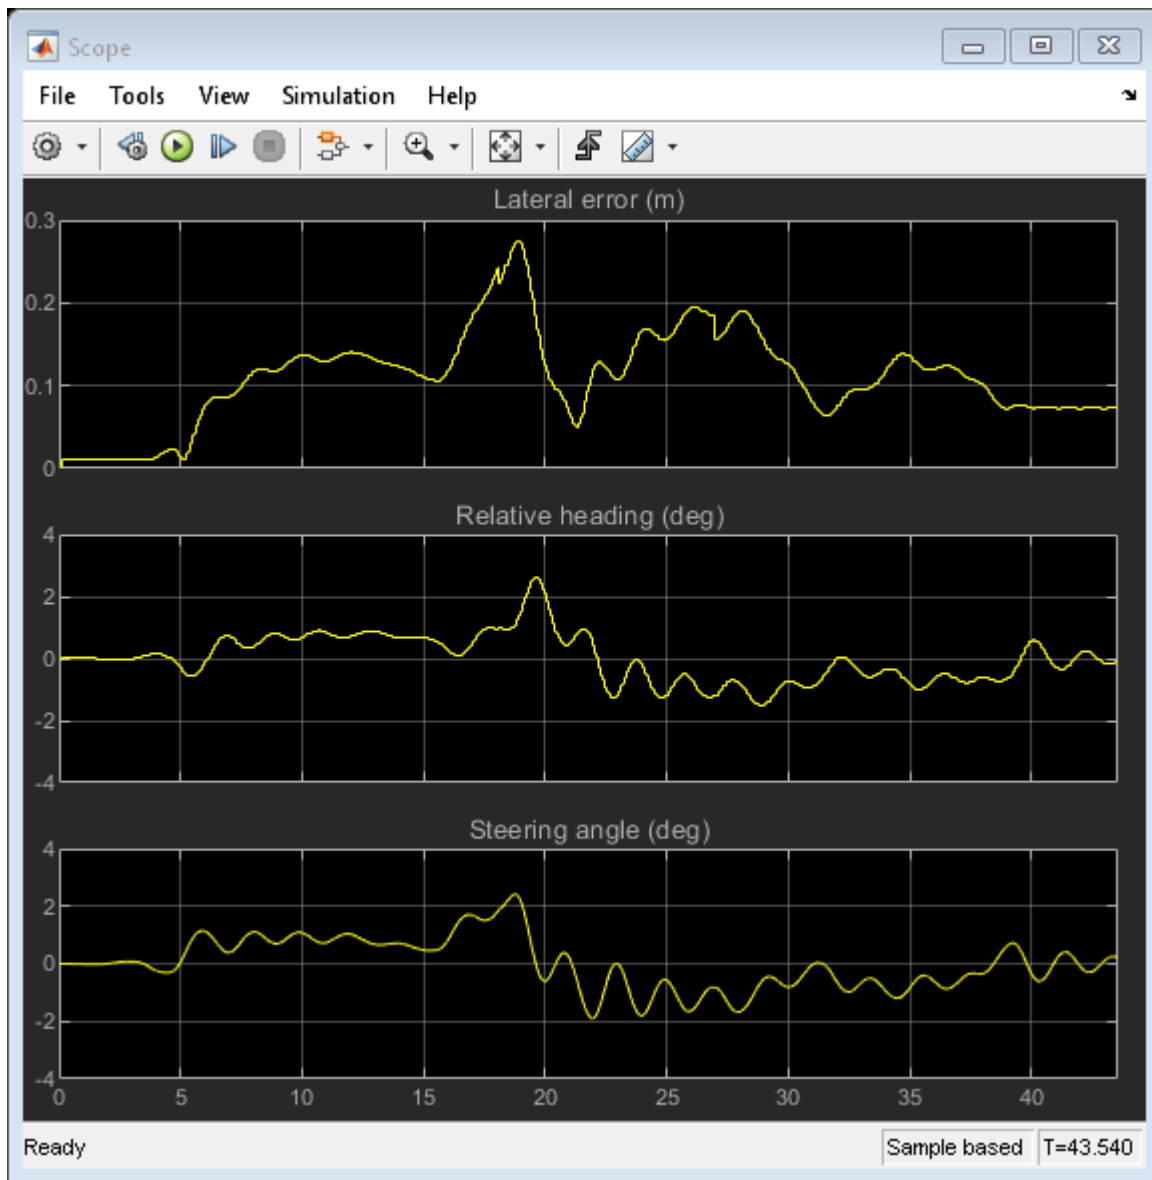 Scope
File Tools View Simulation Help
Lateral error (m)
0.3
0.2
0.1
0
Relative heading (deg)
4
2
0
-2
-4
Steering angle (deg)
4
2
0
-2
-4
0 5 10 15 20 25 30 35 40
Ready Sample based T=43.540